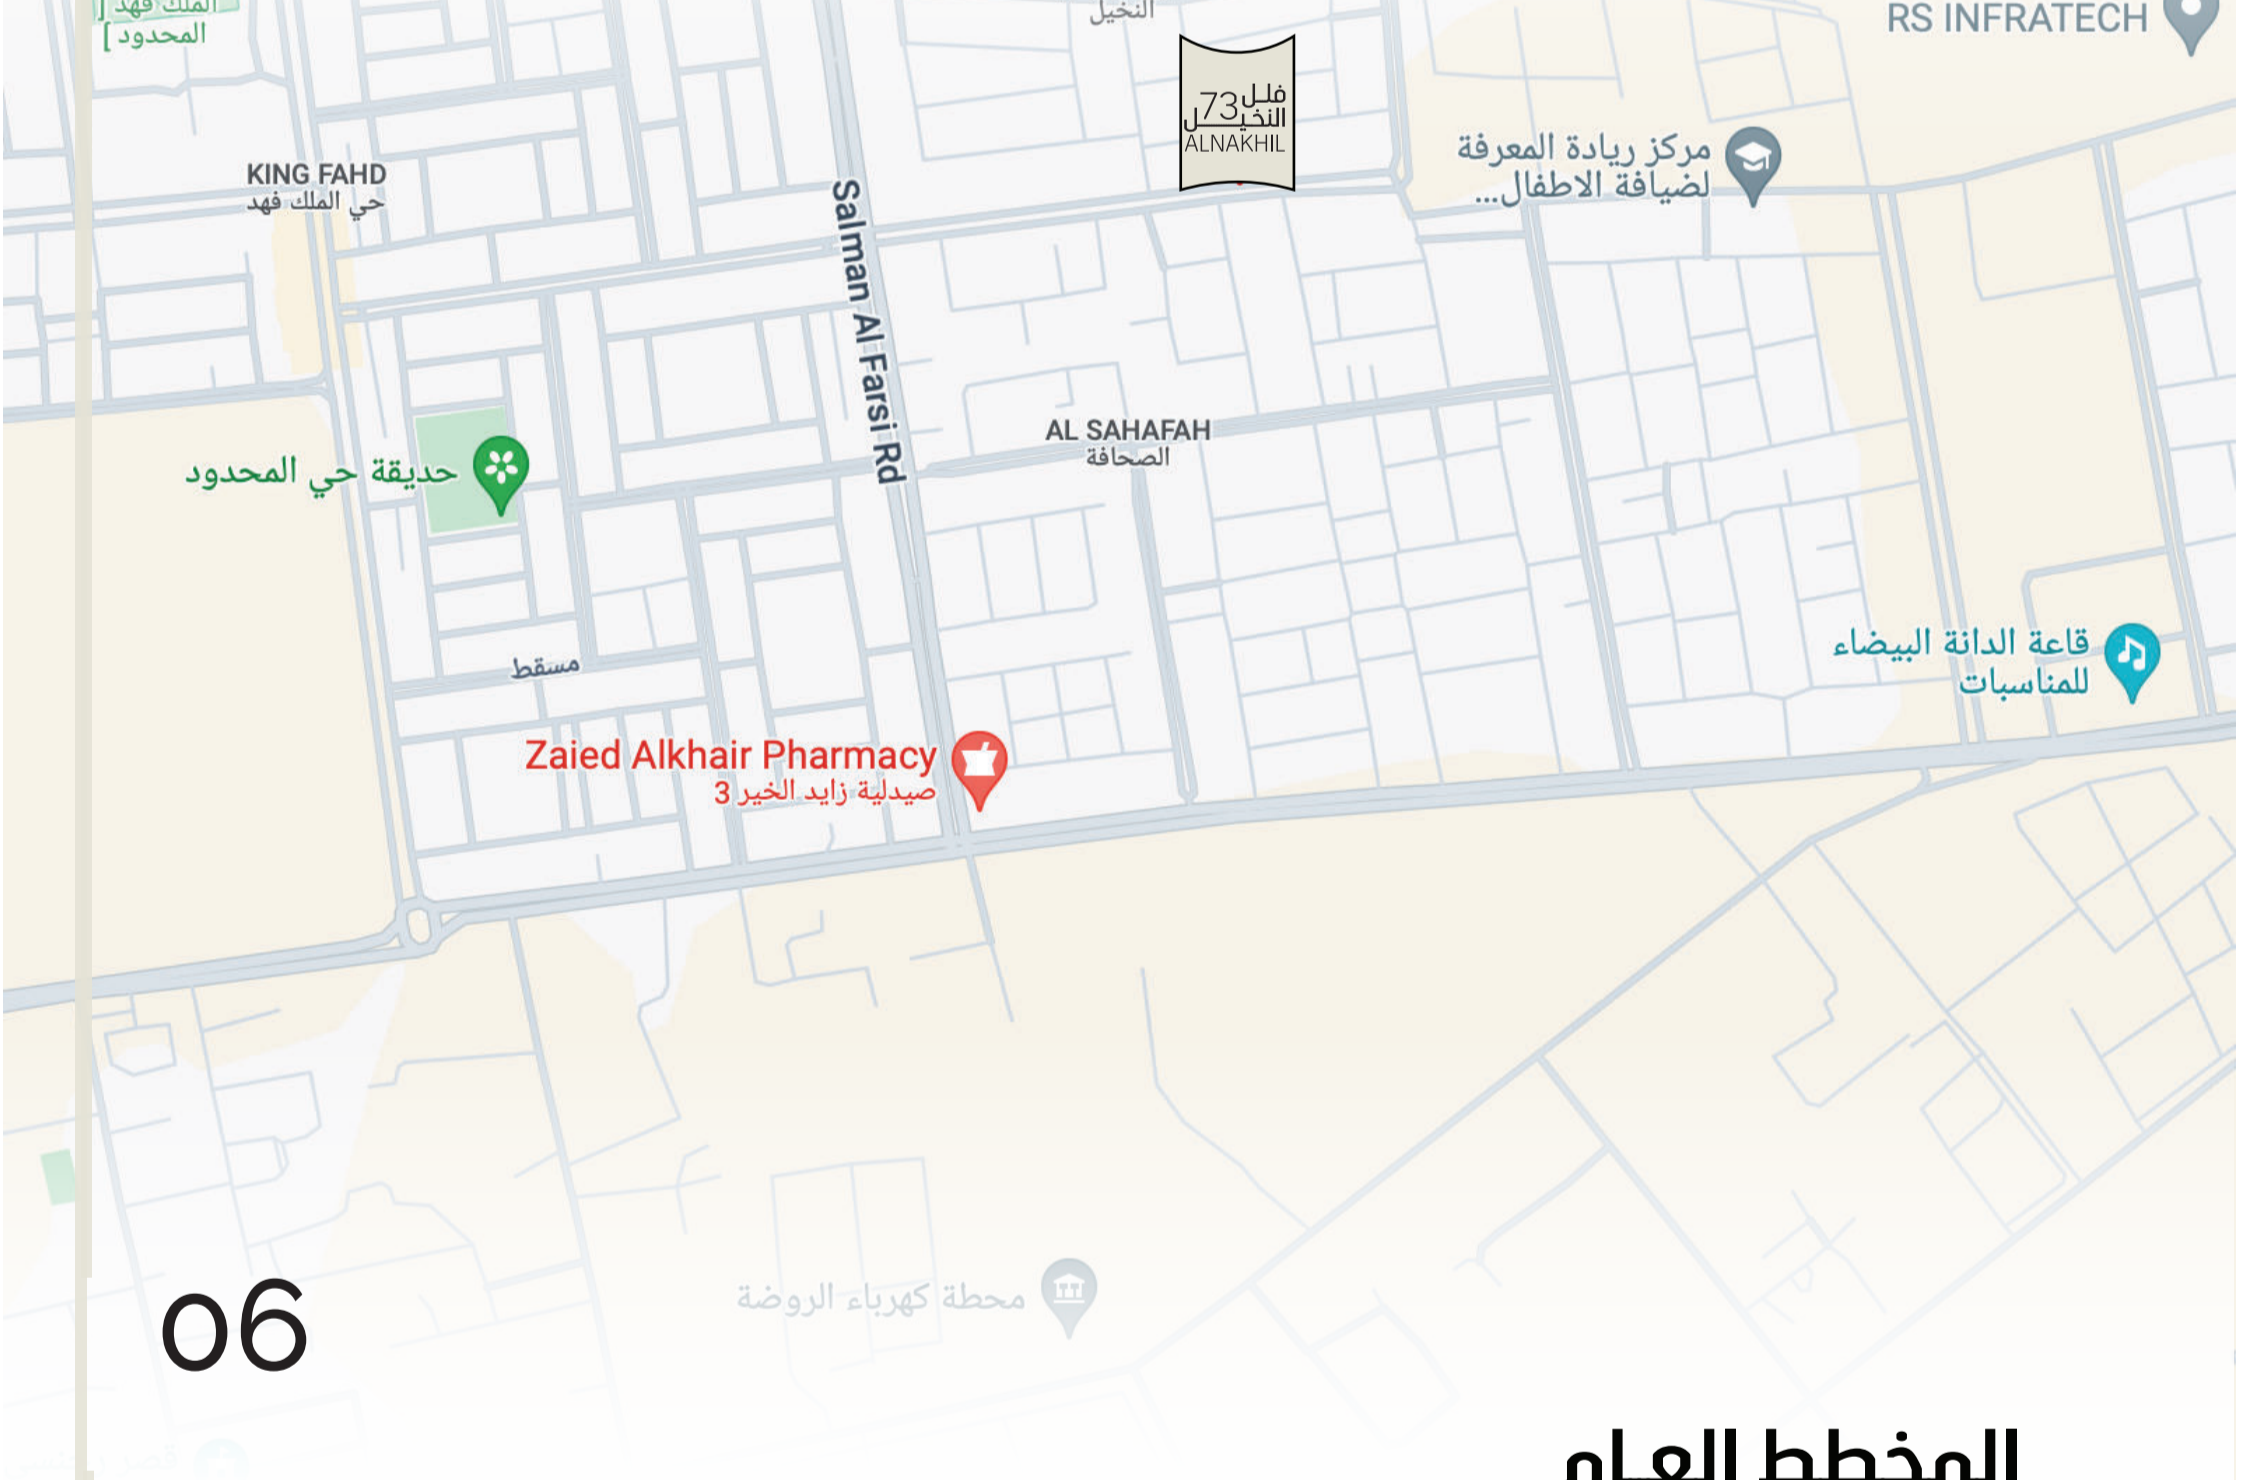 الملك فهد [
المحدود ]
النخيل
RS INFRATECH
فلل
73
النخيل
ALNAKHIL
مركز ريادة المعرفة
لضيافة الاطفال...
KING FAHD
حي الملك فهد
Salman Al Farsi Rd
AL SAHAFAH
الصحافة
حديقة حي المحدود
قاعة الدانة البيضاء
للمناسبات
مسقط
Zaied Alkhair Pharmacy
صيدلية زايد الخير 3
محطة كهرباء الروضة
06
المخطط العام